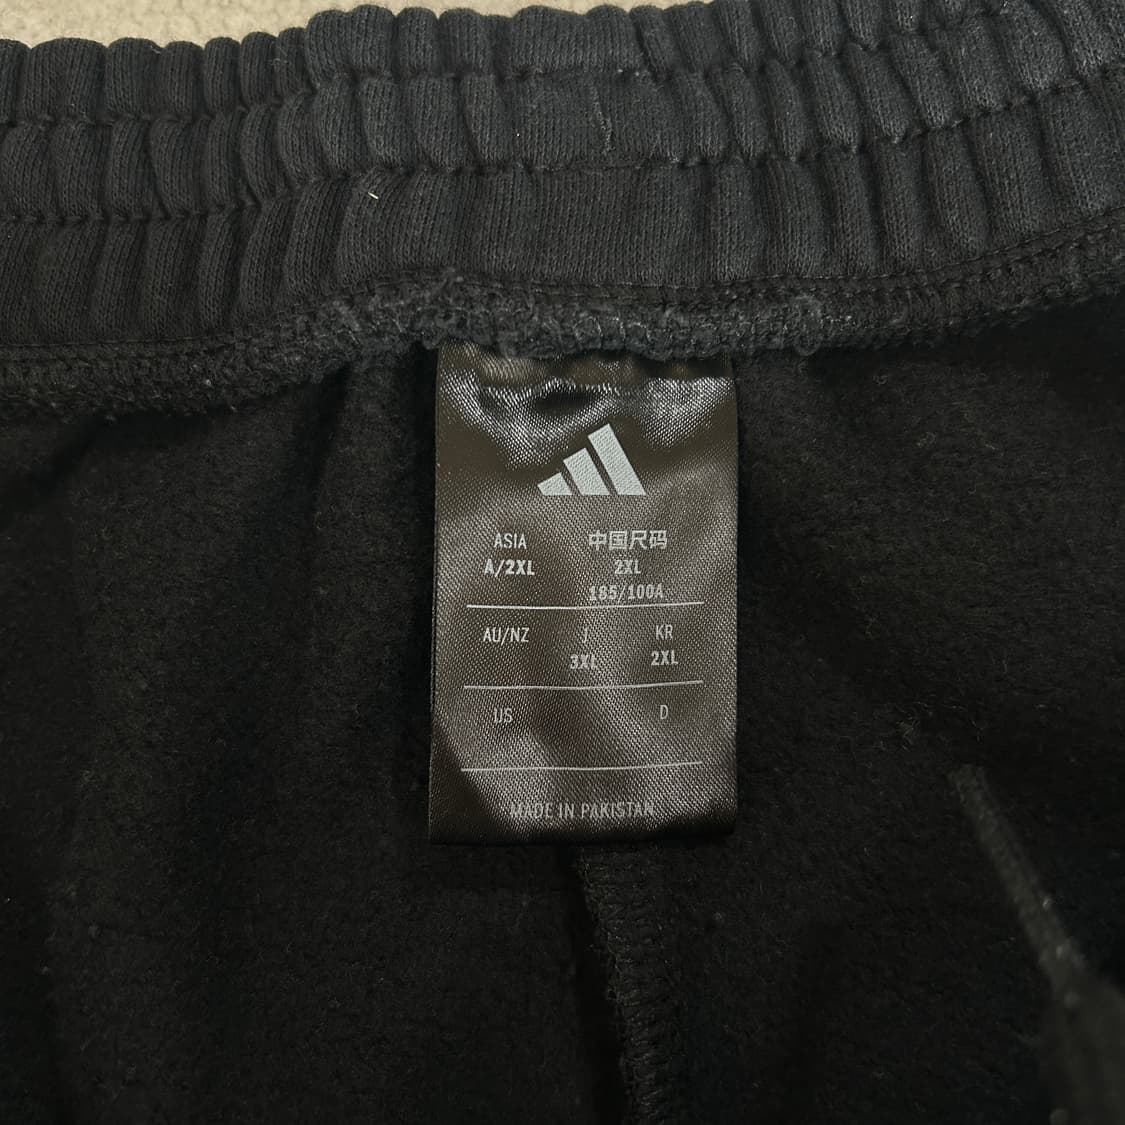 ASIA 中国尺码
A/2XL 2XL
185/100A
AU/NZ J KR
3XL 2XL
US D
MADE IN PAKISTAN